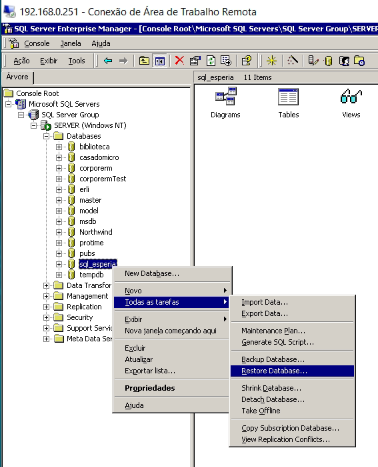 192.168.0.251 - Conexão de Área de Trabalho Remota
SQL Server Enterprise Manager - [Console Root\Microsoft SQL Servers\SQL Server Group\SERVER
Console Janela Ajuda
Ação Exibir Tools
Árvore
sql_esperia 11 Items
Console Root
Microsoft SQL Servers
SQL Server Group
SERVER (Windows NT)
Databases
biblioteca
casadomicro
corporerm
corpormTest
erli
master
model
msdb
Northwind
protime
pubs
sql_esperia
tempdb
Data Transfor
Management
Replication
Security
Support Servic
Meta Data Ser
Diagrams
Tables
Views
New Database...
Novo
Todas as tarefas
Exibir
Nova janela começando aqui
Excluir
Atualizar
Exportar lista...
Propriedades
Ajuda
Import Data...
Export Data...
Maintenance Plan...
Generate SQL Script...
Backup Database...
Restore Database...
Shrink Database...
Detach Database...
Take Offline
Copy Subscription Database...
View Replication Conflicts...